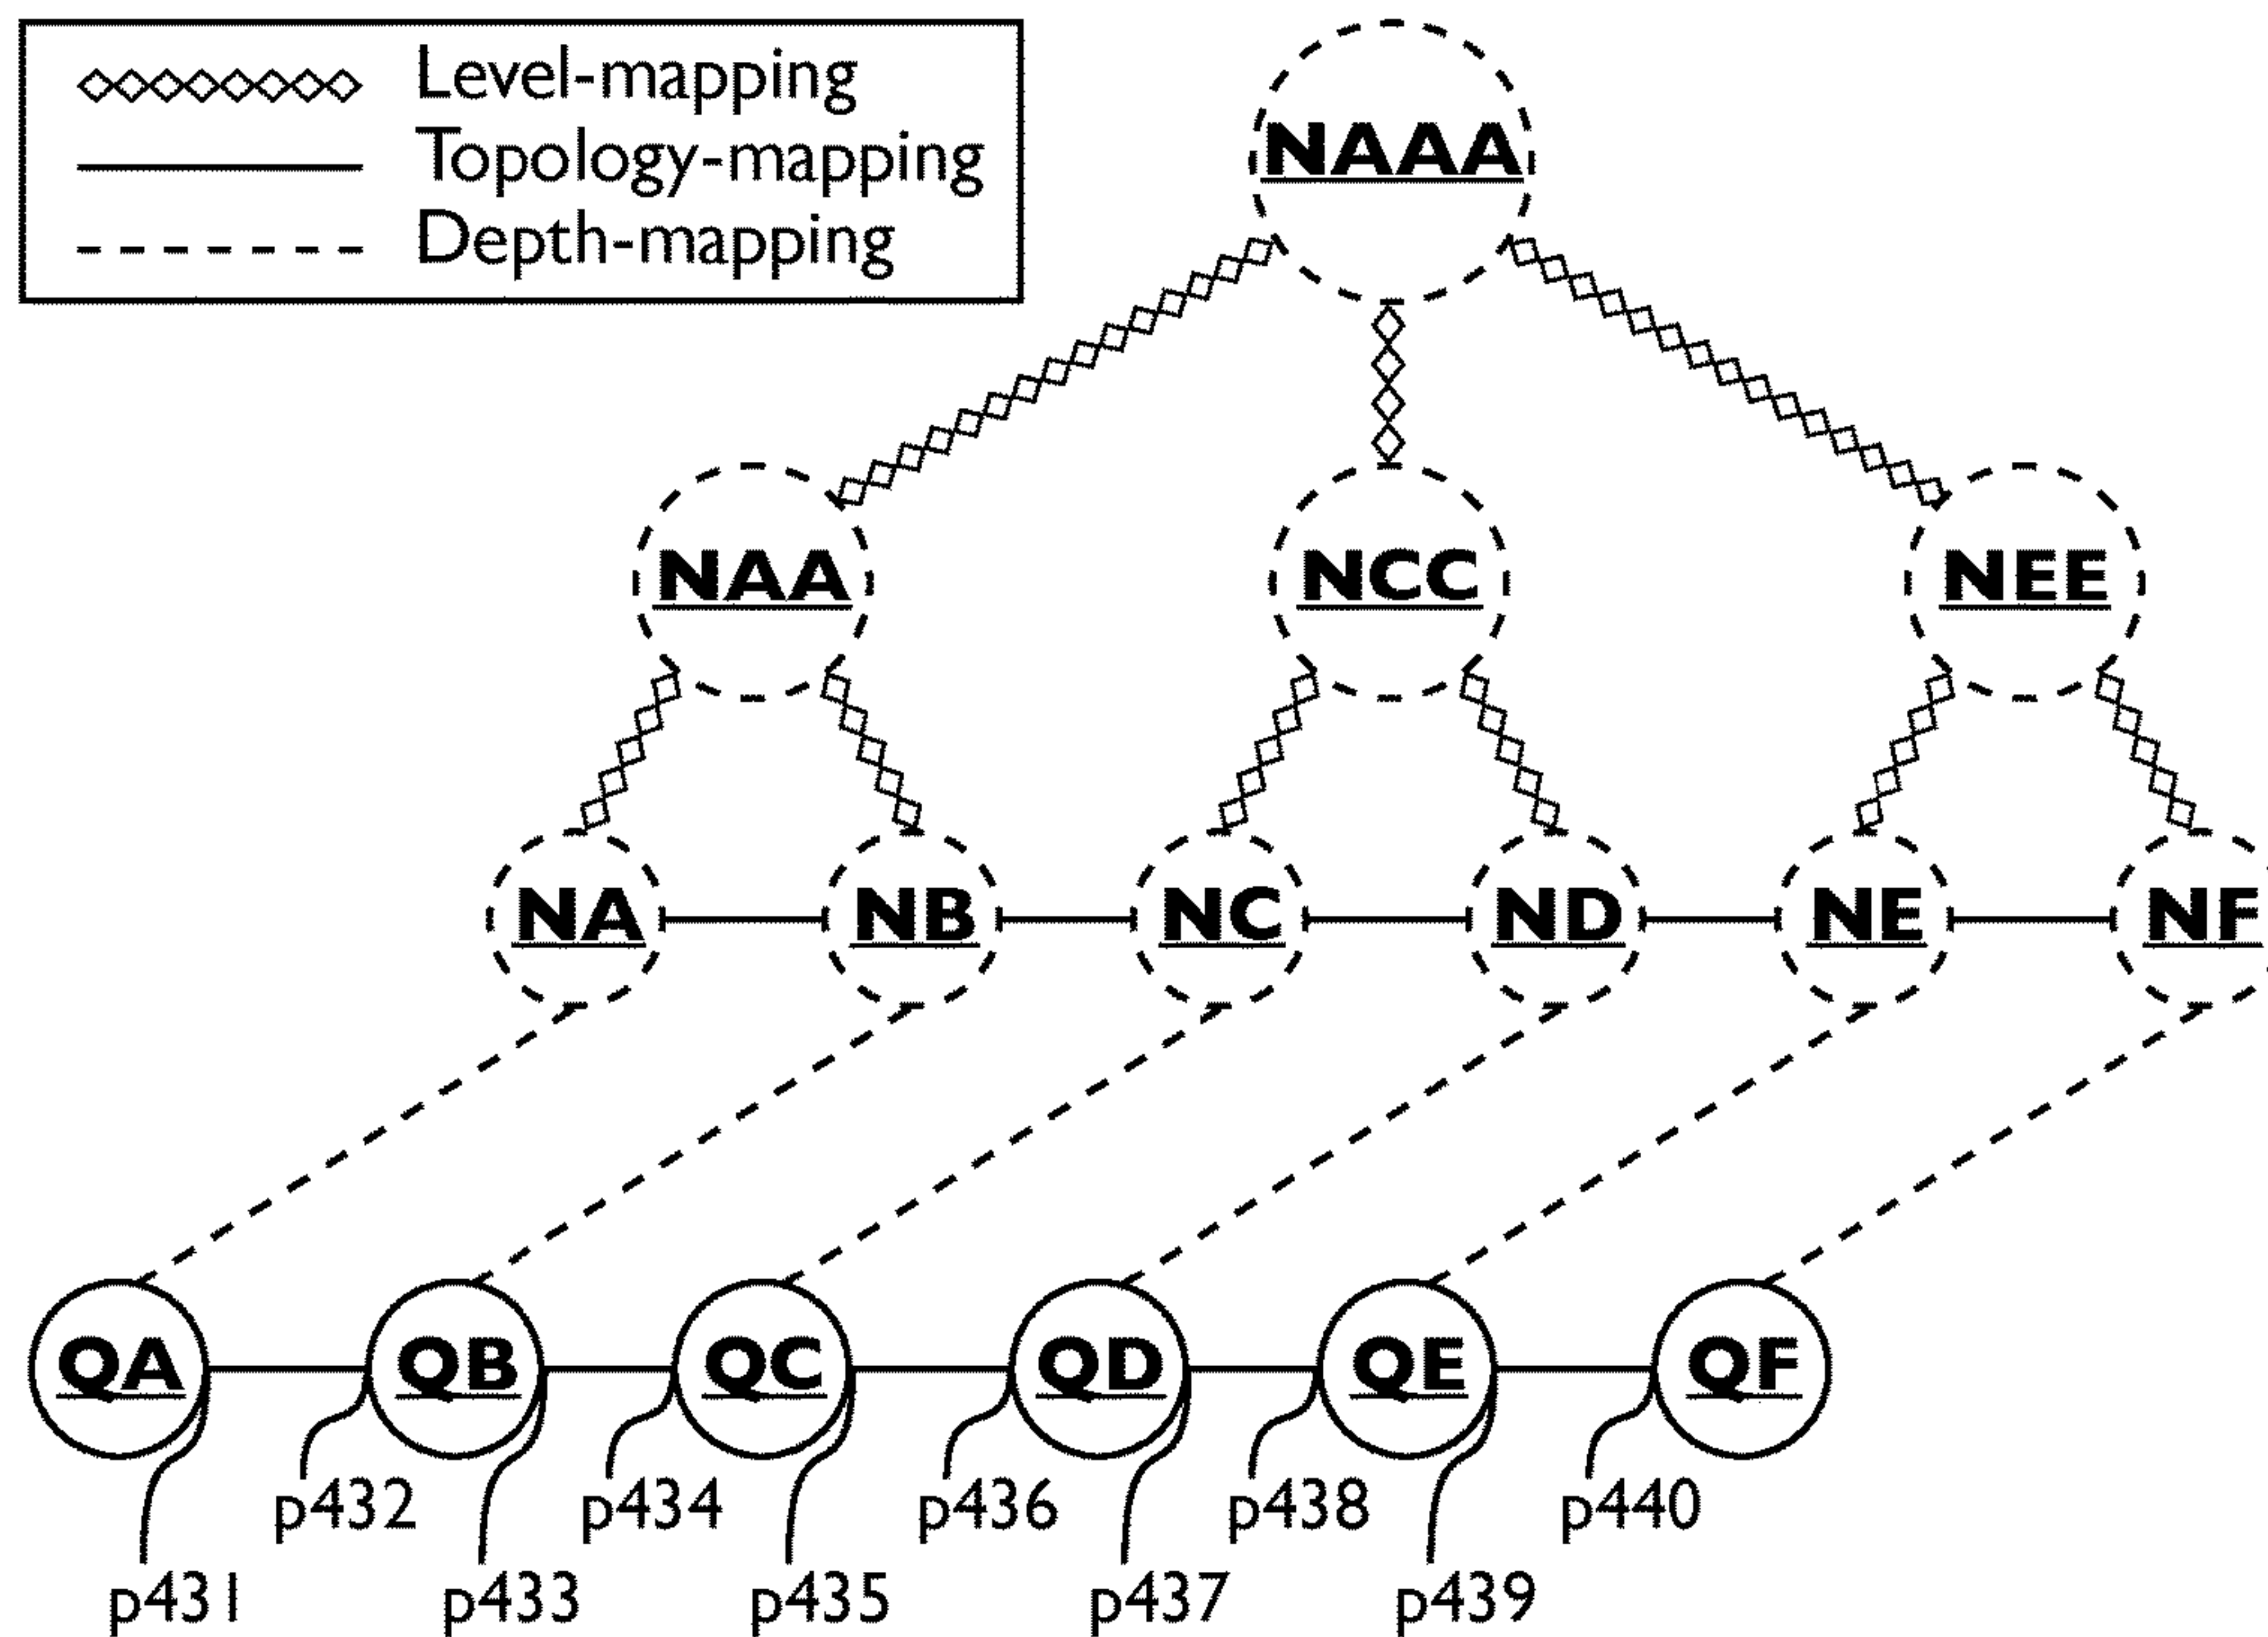 Level-mapping
Topology-mapping
Depth-mapping
NAAA
NAA NCC NEE
NA NB NC ND NE NF
QA QB QC QD QE QF
p432 p434 p436 p438 p440
p431 p433 p435 p437 p439